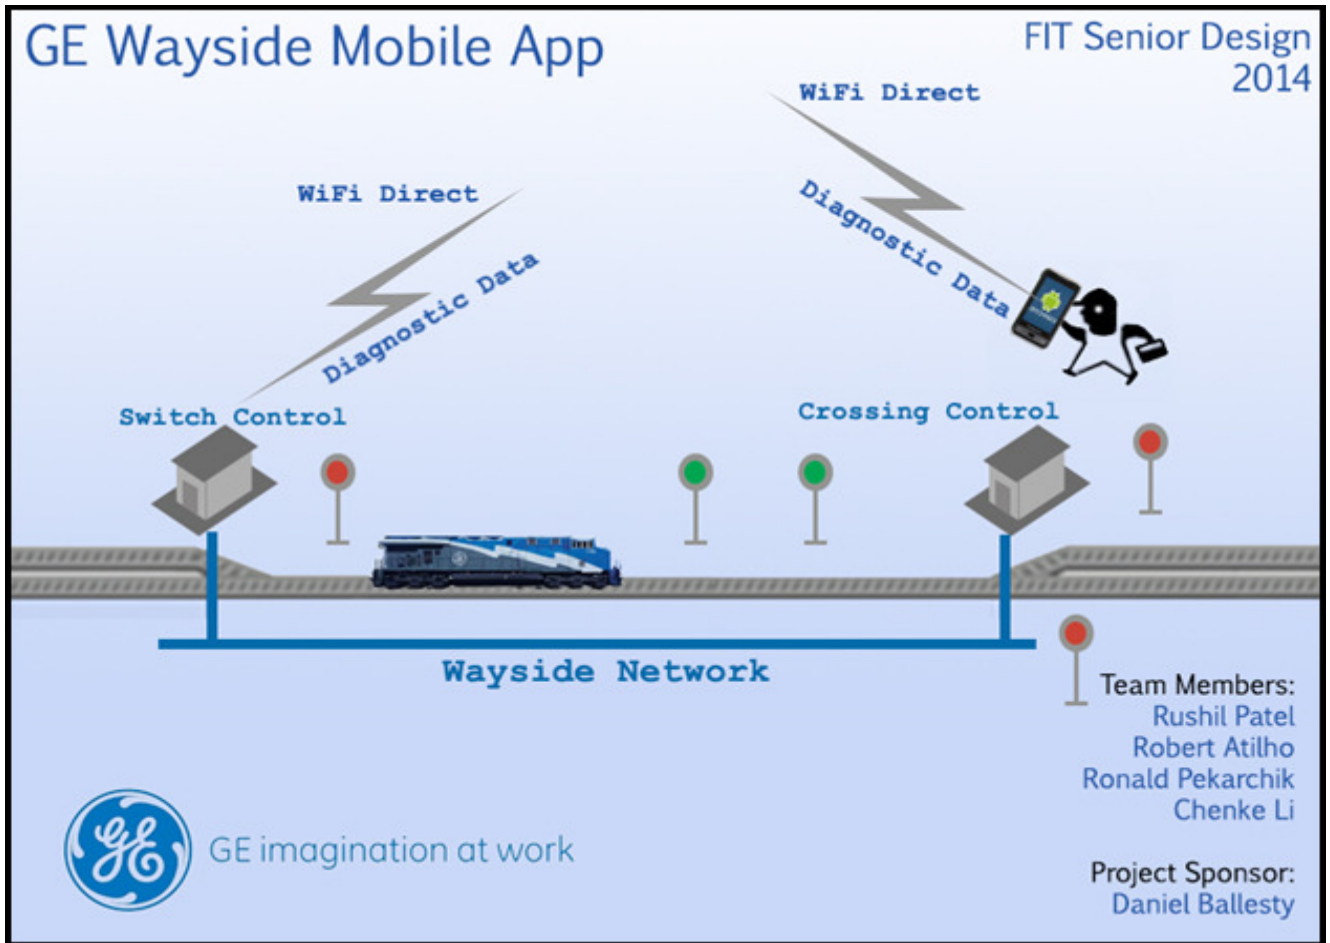 GE Wayside Mobile App
FIT Senior Design
2014
WiFi Direct
Diagnostic Data
WiFi Direct
Diagnostic Data
Switch Control
Crossing Control
Wayside Network
Team Members:
Rushil Patel
Robert Atilho
Ronald Pekarchik
Chenke Li
Project Sponsor:
Daniel Ballesty
GE
GE imagination at work